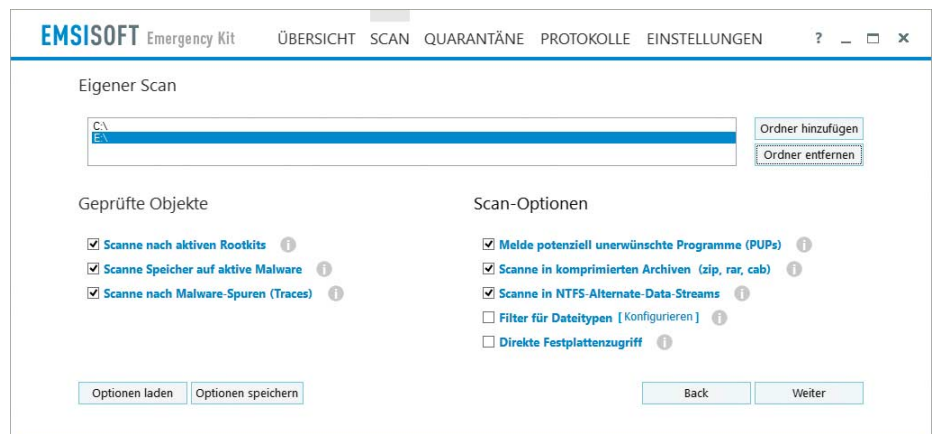 EMSISOFT Emergency Kit ÜBERSICHT SCAN QUARANTÄNE PROTOKOLLE EINSTELLUNGEN ?
Eigener Scan
C:\
E:\
Ordner hinzufügen
Ordner entfernen
Geprüfte Objekte
Scanne nach aktiven Rootkits
Scanne Speicher auf aktive Malware
Scanne nach Malware-Spuren (Traces)
Scan-Optionen
Melde potenziell unerwünschte Programme (PUPs)
Scanne in komprimierten Archiven (zip, rar, cab)
Scanne in NTFS-Alternate-Data-Streams
Filter für Dateitypen [ Konfigurieren ]
Direkte Festplattenzugriff
Optionen laden Optionen speichern Back Weiter